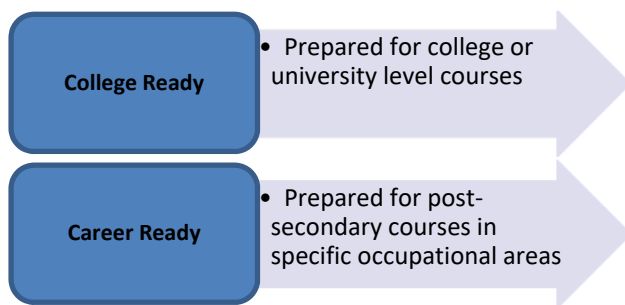 College Ready
• Prepared for college or
university level courses
Career Ready
• Prepared for post-
secondary courses in
specific occupational areas